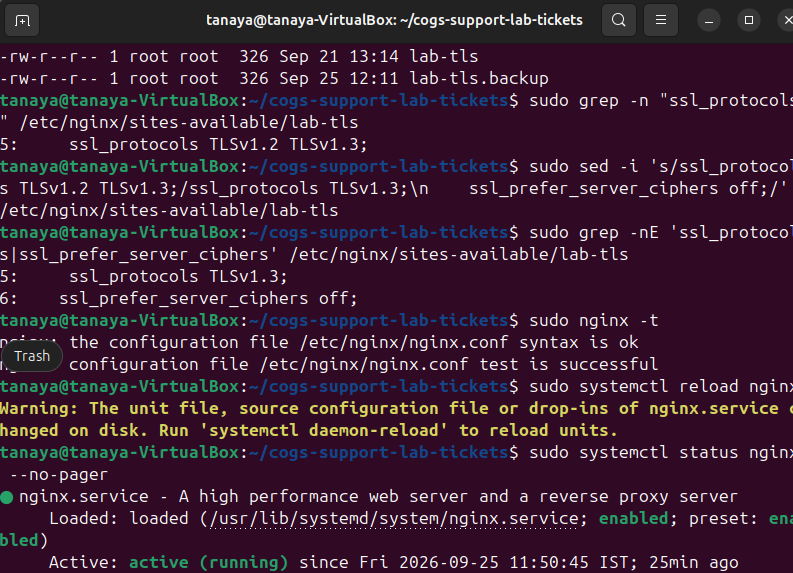 tanaya@tanaya-VirtualBox: ~/cogs-support-lab-tickets
-rw-r--r-- 1 root root  326 Sep 21 13:14 lab-tls
-rw-r--r-- 1 root root  326 Sep 25 12:11 lab-tls.backup
tanaya@tanaya-VirtualBox:~/cogs-support-lab-tickets$ sudo grep -n "ssl_protocols
" /etc/nginx/sites-available/lab-tls
5:     ssl_protocols TLSv1.2 TLSv1.3;
tanaya@tanaya-VirtualBox:~/cogs-support-lab-tickets$ sudo sed -i 's/ssl_protocol
s TLSv1.2 TLSv1.3;/ssl_protocols TLSv1.3;\n    ssl_prefer_server_ciphers off;/'
/etc/nginx/sites-available/lab-tls
tanaya@tanaya-VirtualBox:~/cogs-support-lab-tickets$ sudo grep -nE 'ssl_protocol
s|ssl_prefer_server_ciphers' /etc/nginx/sites-available/lab-tls
5:     ssl_protocols TLSv1.3;
6:    ssl_prefer_server_ciphers off;
tanaya@tanaya-VirtualBox:~/cogs-support-lab-tickets$ sudo nginx -t
the configuration file /etc/nginx/nginx.conf syntax is ok
Trash
configuration file /etc/nginx/nginx.conf test is successful
tanaya@tanaya-VirtualBox:~/cogs-support-lab-tickets$ sudo systemctl reload nginx
Warning: The unit file, source configuration file or drop-ins of nginx.service c
hanged on disk. Run 'systemctl daemon-reload' to reload units.
tanaya@tanaya-VirtualBox:~/cogs-support-lab-tickets$ sudo systemctl status nginx
 --no-pager
● nginx.service - A high performance web server and a reverse proxy server
     Loaded: loaded (/usr/lib/systemd/system/nginx.service; enabled; preset: ena
bled)
     Active: active (running) since Fri 2026-09-25 11:50:45 IST; 25min ago